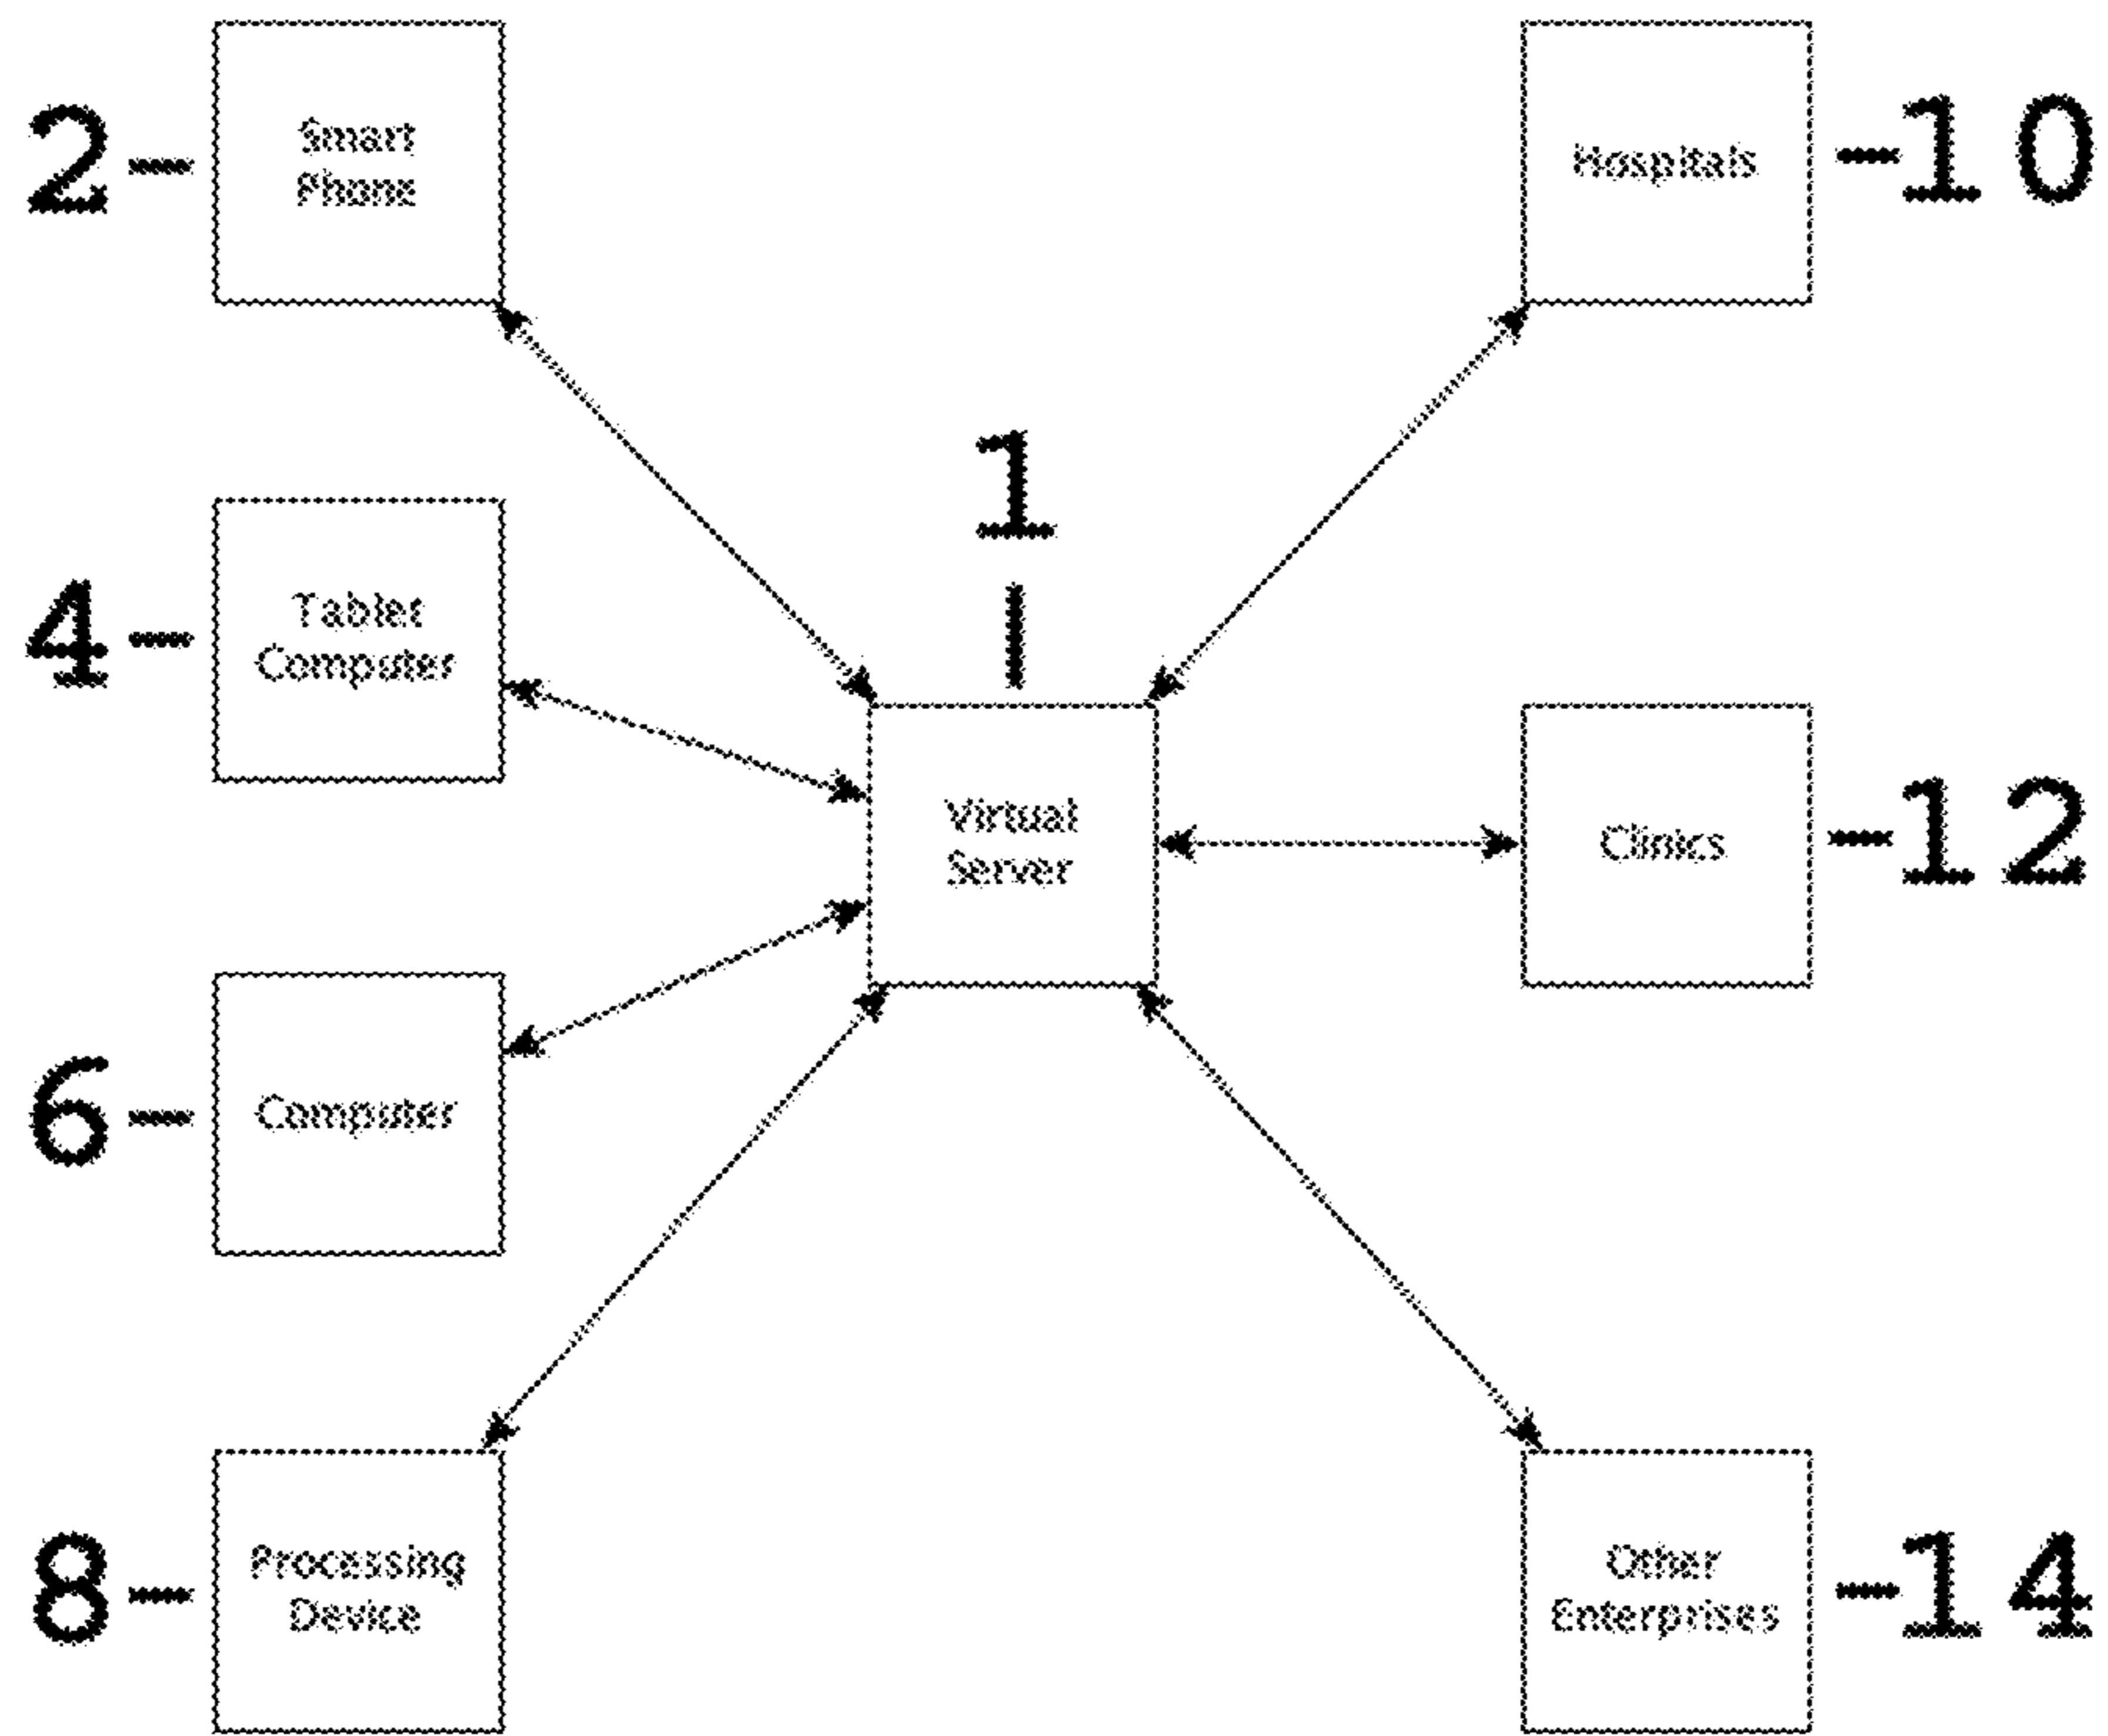 2-
Smart
Phone
Hospitals
-10
1
4-
Tablet
Computer
Virtual
Server
Clinics
-12
6-
Computer
8-
Processing
Device
Other
Enterprises
-14